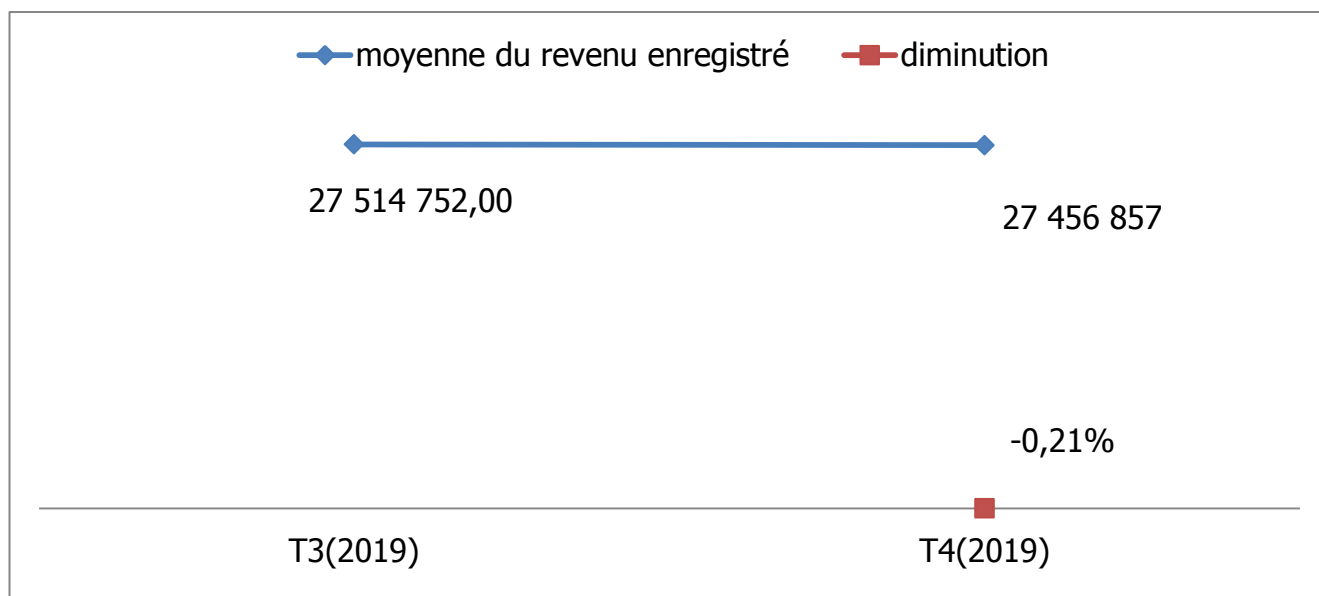 moyenne du revenu enregistré diminution
27 514 752,00
27 456 857
-0,21%
T3(2019) T4(2019)